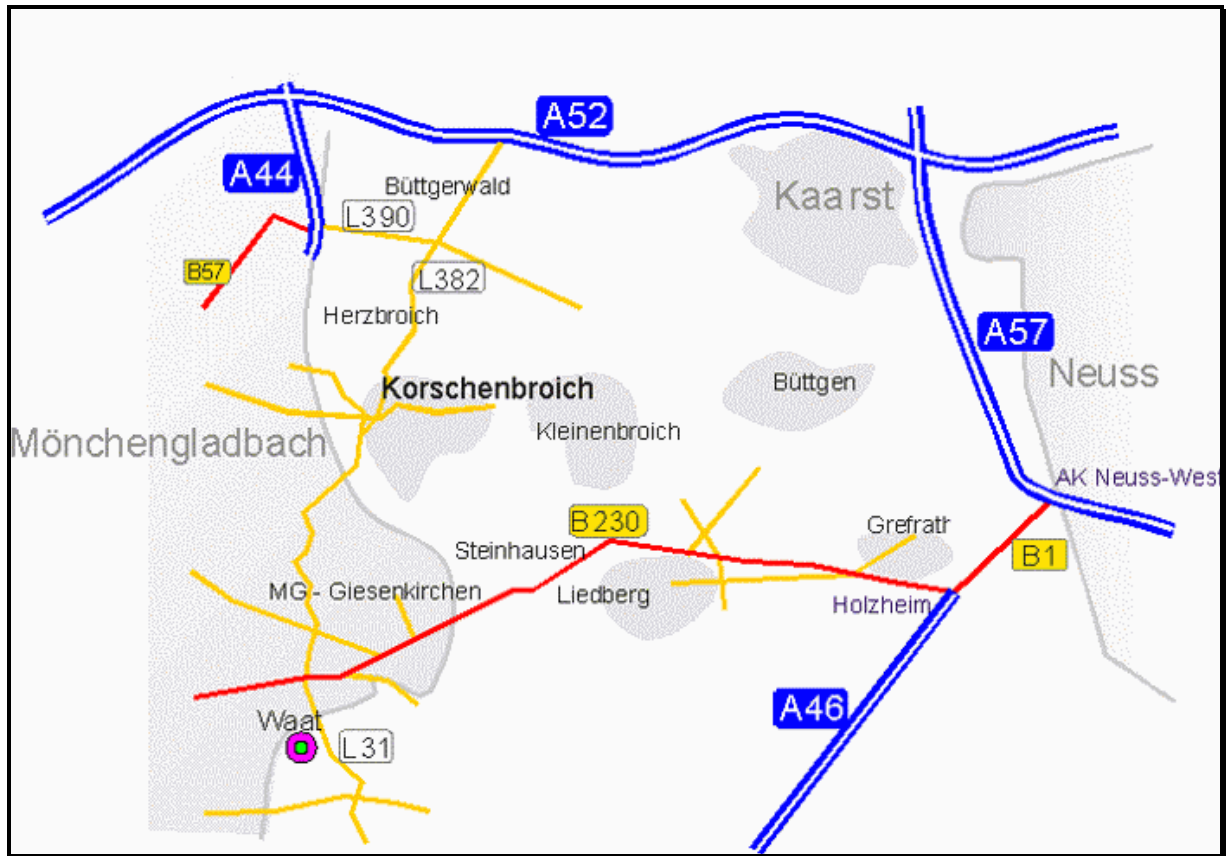 A52
A44
Büttgerwald
Kaarst
L390
B57
L382
Herzbroich
A57
Korschenbroich
Büttgen
Neuss
Mönchengladbach
Kleinenbroich
AK Neuss-West
B230
Grefrath
Steinhausen
B1
MG- Giesenkirchen
Liedberg
Holzheim
A46
Waat
L31